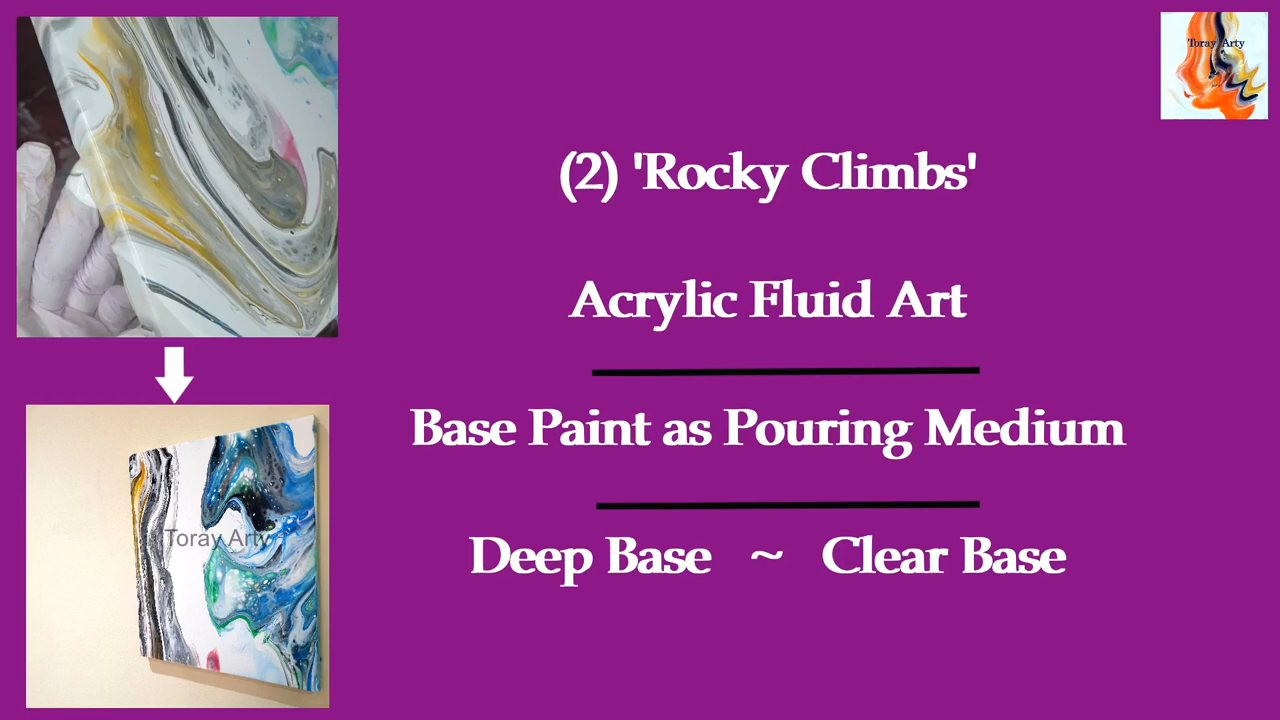 Toray Arty
(2) 'Rocky Climbs'
Acrylic Fluid Art
Base Paint as Pouring Medium
Toray Arty
Deep Base ~ Clear Base